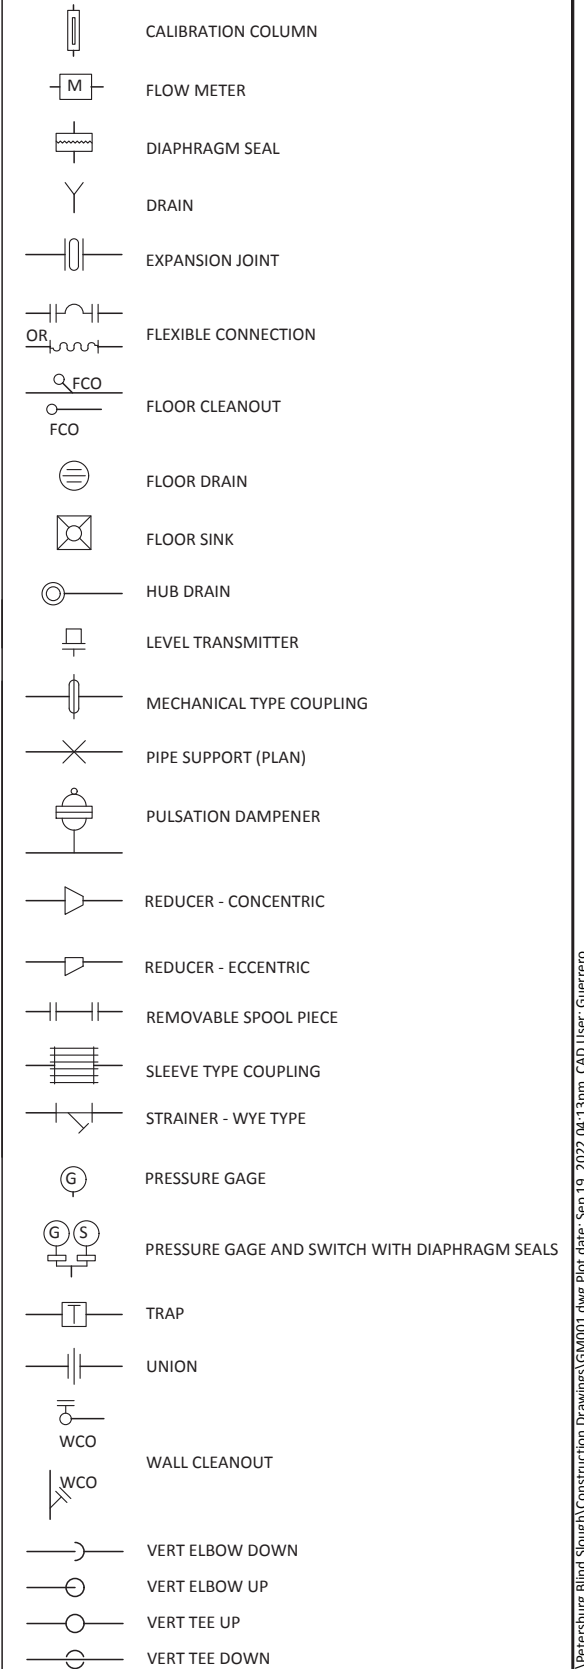 CALIBRATION COLUMN
M
FLOW METER
DIAPHRAGM SEAL
DRAIN
EXPANSION JOINT
OR
FLEXIBLE CONNECTION
FCO
FLOOR CLEANOUT
FCO
FLOOR DRAIN
FLOOR SINK
HUB DRAIN
LEVEL TRANSMITTER
MECHANICAL TYPE COUPLING
PIPE SUPPORT (PLAN)
PULSATION DAMPENER
REDUCER - CONCENTRIC
REDUCER - ECCENTRIC
REMOVABLE SPOOL PIECE
SLEEVE TYPE COUPLING
STRAINER - WYE TYPE
G
PRESSURE GAGE
G S
PRESSURE GAGE AND SWITCH WITH DIAPHRAGM SEALS
T
TRAP
UNION
WCO
WALL CLEANOUT
WCO
VERT ELBOW DOWN
VERT ELBOW UP
VERT TEE UP
VERT TEE DOWN
\Petersburg Blind Slough\Construction Drawings\GM001.dwg Plot date: Sep 19, 2022 04:13pm CAD User: Guerrero